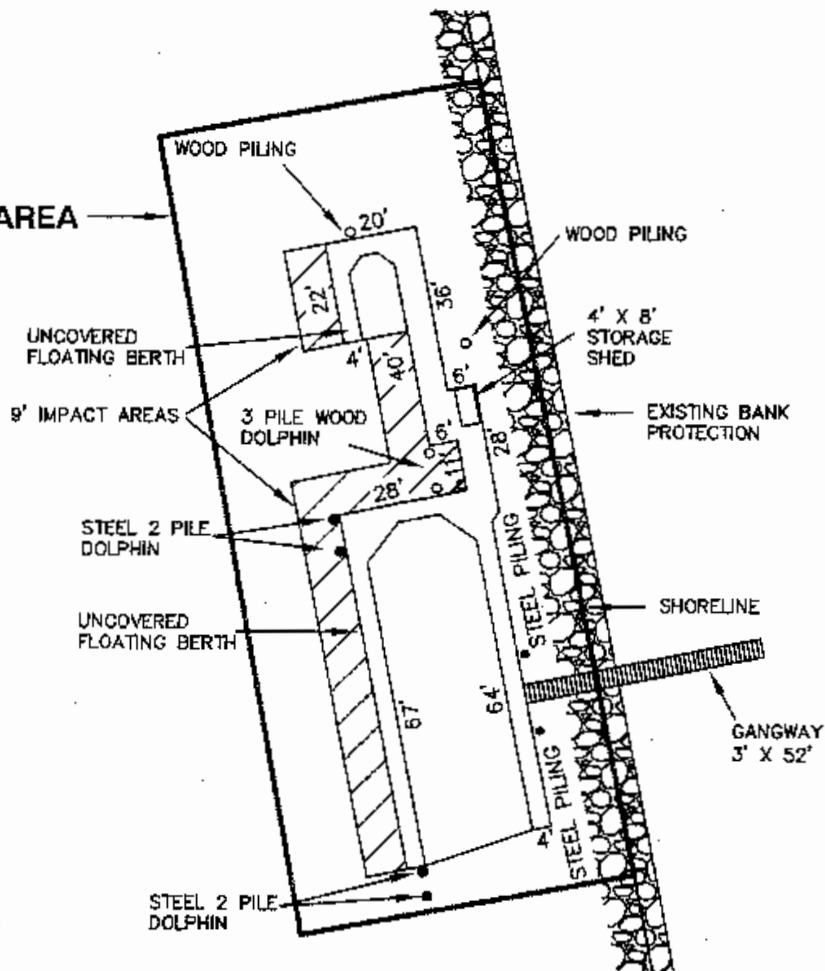 WOOD PILING
AREA
20'
WOOD PILING
22'
36'
4' X 8'
STORAGE
SHED
UNCOVERED
FLOATING BERTH
4'
40'
6'
9' IMPACT AREAS
3 PILE WOOD
DOLPHIN
EXISTING BANK
PROTECTION
6'
28'
11'
28'
STEEL 2 PILE
DOLPHIN
STEEL PILING
UNCOVERED
FLOATING BERTH
SHORELINE
67'
64'
GANGWAY
3' X 52'
STEEL PILING
4'
STEEL 2 PILE
DOLPHIN